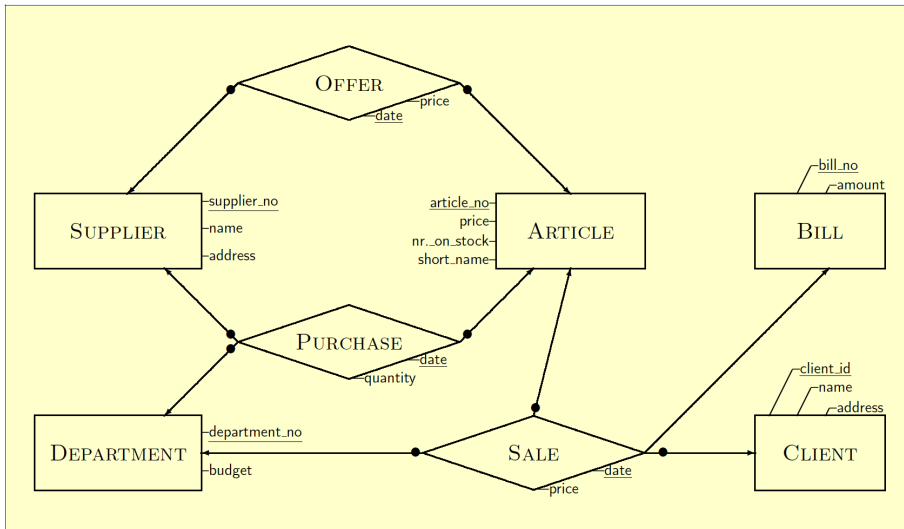 OFFER
price
date
SUPPLIER
supplier_no
name
address
article_no
price
nr._on_stock
short_name
ARTICLE
bill_no
amount
BILL
PURCHASE
date
quantity
DEPARTMENT
department_no
budget
SALE
date
price
client_id
name
address
CLIENT